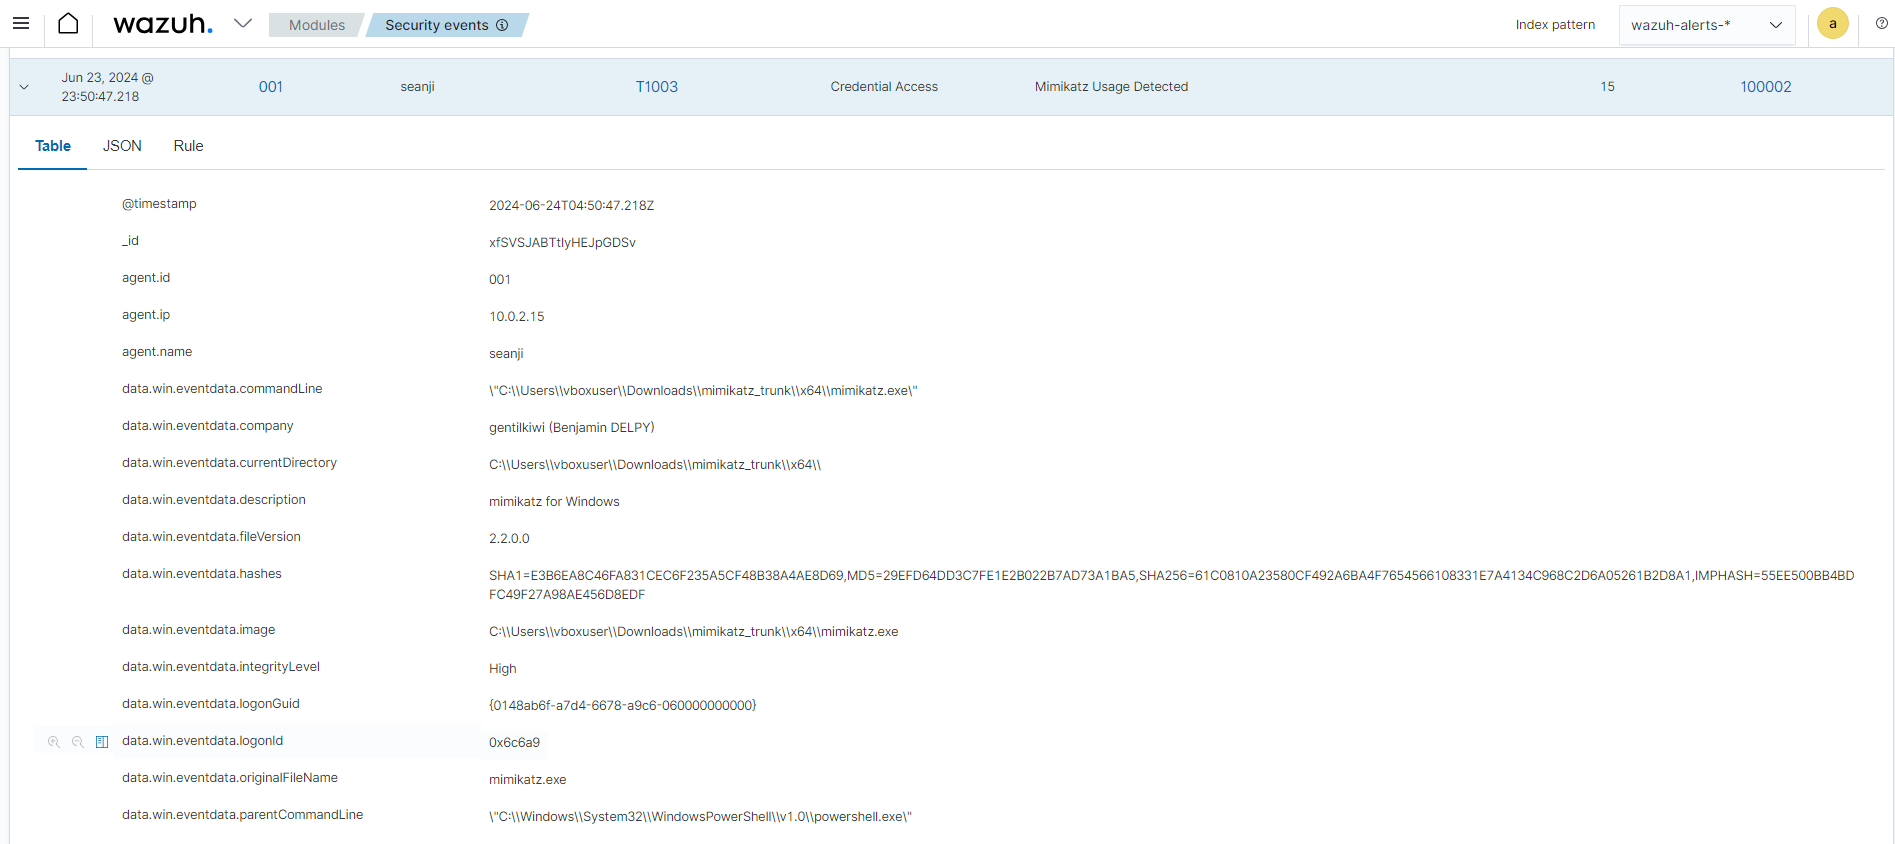 wazuh. Modules Security events Index pattern wazuh-alerts-* a
Jun 23, 2024 @ 23:50:47.218 001 seanji T1003 Credential Access Mimikatz Usage Detected 15 100002
Table JSON Rule
@timestamp 2024-06-24T04:50:47.218Z
_id xfSVSJABTtlyHEJpGDSv
agent.id 001
agent.ip 10.0.2.15
agent.name seanji
data.win.eventdata.commandLine \"C:\\Users\\vboxuser\\Downloads\\mimikatz_trunk\\x64\\mimikatz.exe\"
data.win.eventdata.company gentilkiwi (Benjamin DELPY)
data.win.eventdata.currentDirectory C:\\Users\\vboxuser\\Downloads\\mimikatz_trunk\\x64\\
data.win.eventdata.description mimikatz for Windows
data.win.eventdata.fileVersion 2.2.0.0
data.win.eventdata.hashes SHA1=E3B6EA8C46FA831CEC6F235A5CF48B38A4AE8D69,MD5=29EFD64DD3C7FE1E2B022B7AD73A1BA5,SHA256=61C0810A23580CF492A6BA4F7654566108331E7A4134C968C2D6A05261B2D8A1,IMPHASH=55EE500BB4BD
FC49F27A98AE456D8EDF
data.win.eventdata.image C:\\Users\\vboxuser\\Downloads\\mimikatz_trunk\\x64\\mimikatz.exe
data.win.eventdata.integrityLevel High
data.win.eventdata.logonGuid {0148ab6f-a7d4-6678-a9c6-060000000000}
data.win.eventdata.logonId 0x6c6a9
data.win.eventdata.originalFileName mimikatz.exe
data.win.eventdata.parentCommandLine \"C:\\Windows\\System32\\WindowsPowerShell\\v1.0\\powershell.exe\"